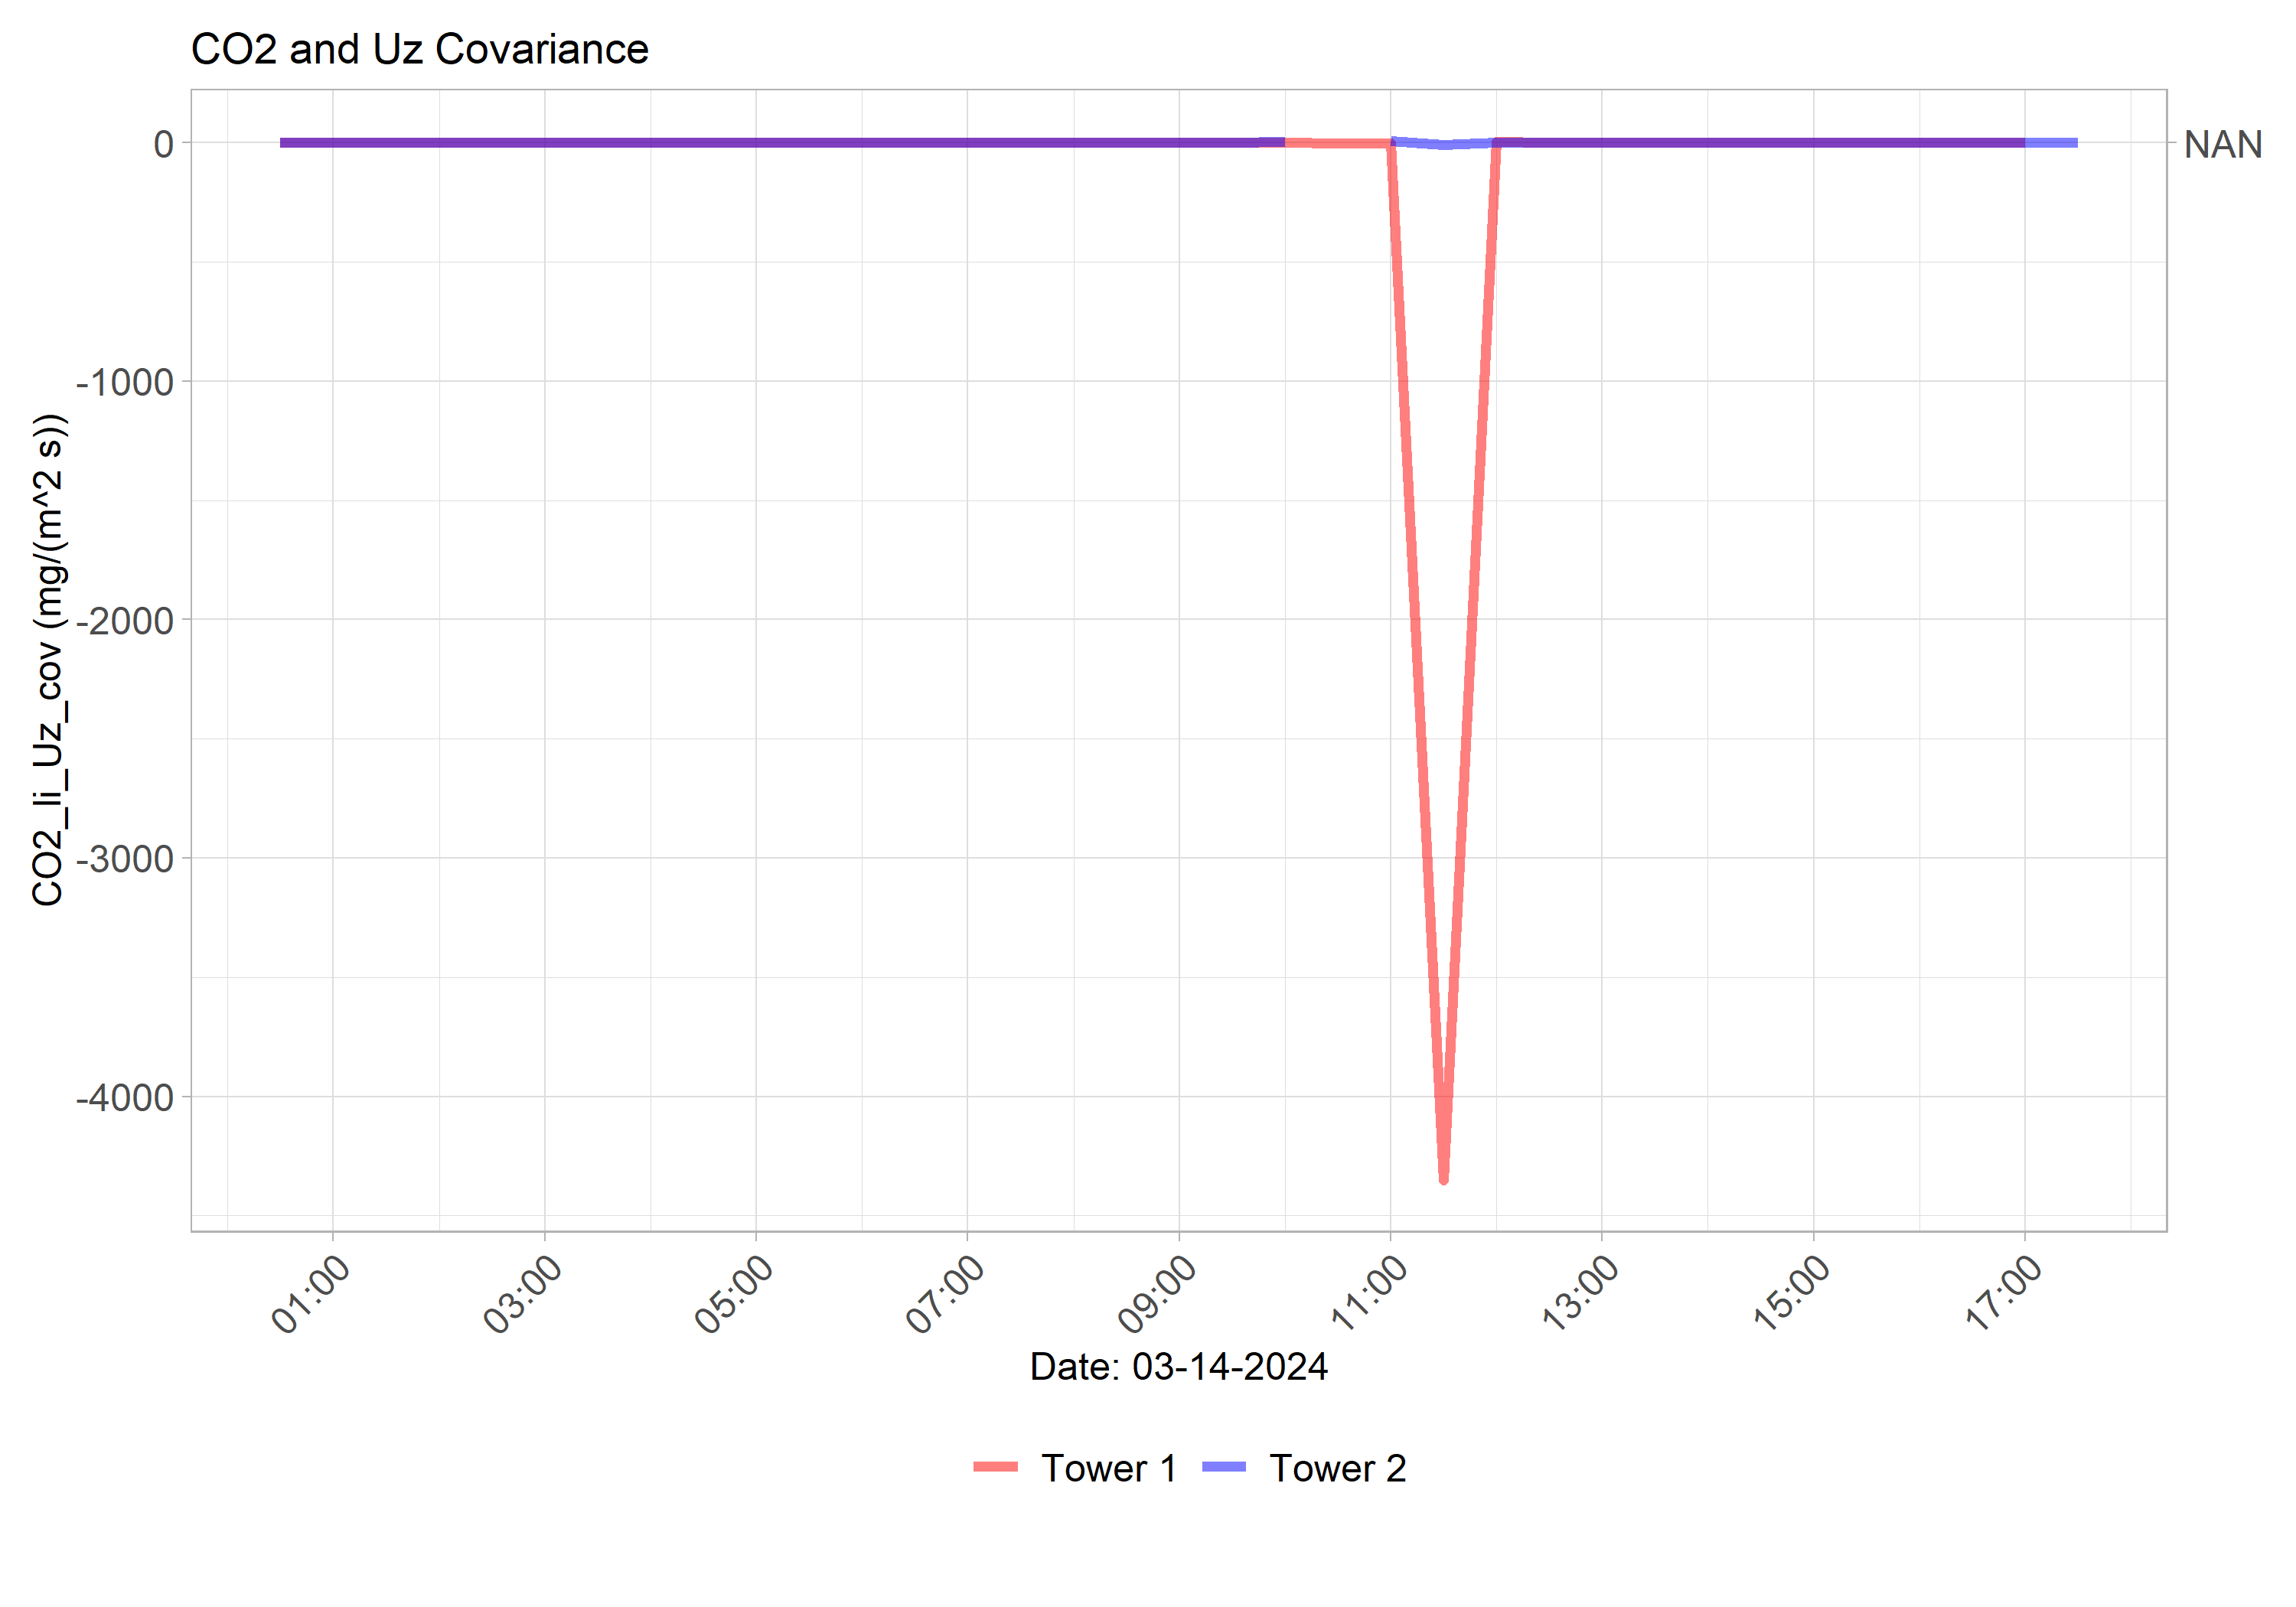 CO2 and Uz Covariance
CO2_li_Uz_cov (mg/(m^2 s))
0
-1000
-2000
-3000
-4000
NAN
01:00
03:00
05:00
07:00
09:00
11:00
13:00
15:00
17:00
Date: 03-14-2024
Tower 1
Tower 2